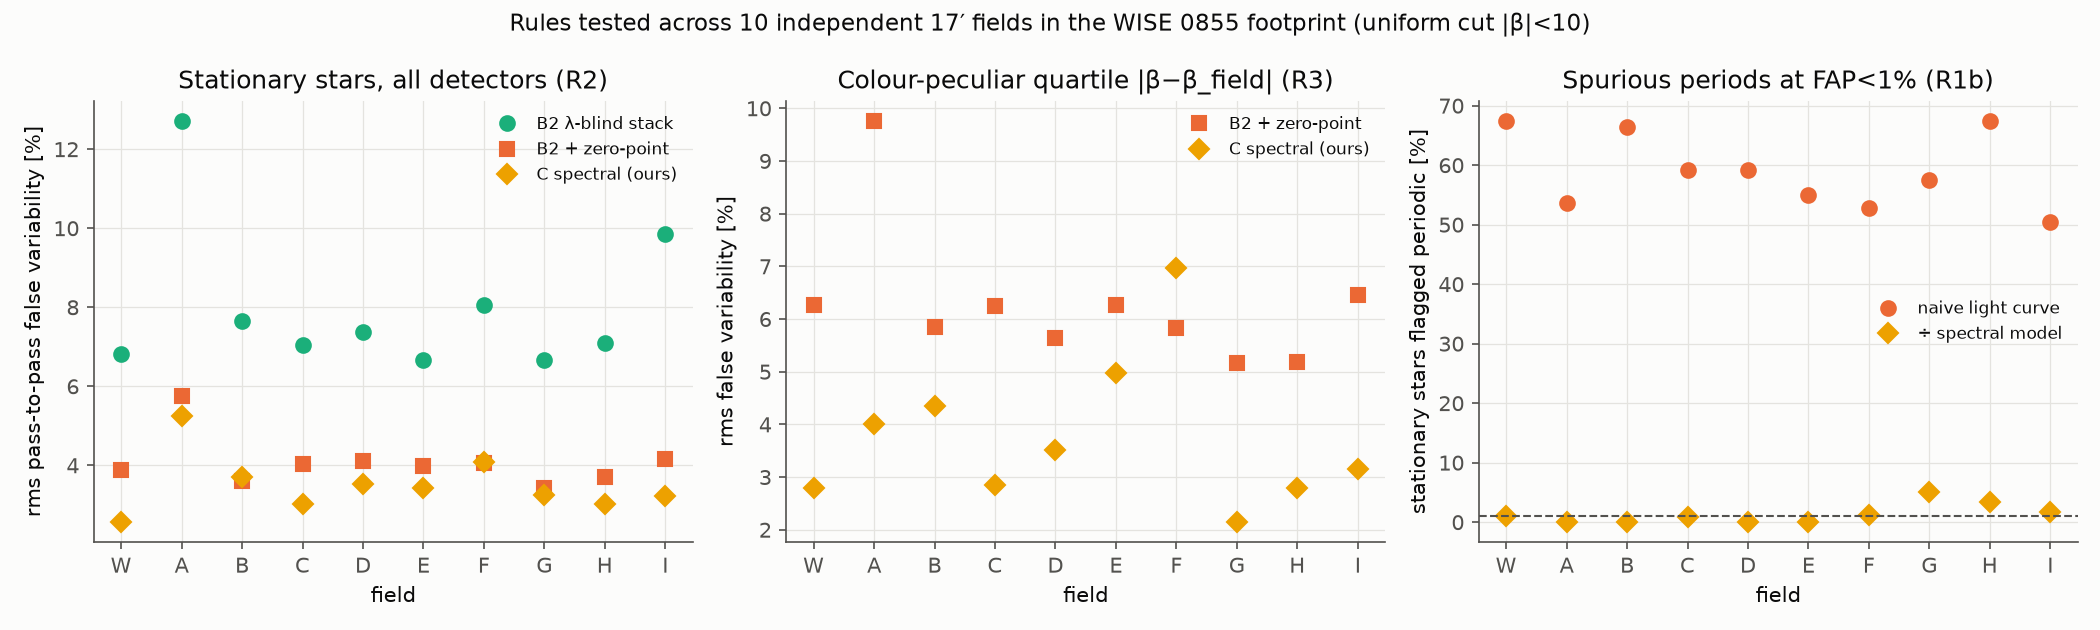 Rules tested across 10 independent 17′ fields in the WISE 0855 footprint (uniform cut |β|<10)
Stationary stars, all detectors (R2)
rms pass-to-pass false variability [%]
12
10
8
6
4
B2 λ-blind stack
B2 + zero-point
C spectral (ours)
W A B C D E F G H I
field
Colour-peculiar quartile |β−β_field| (R3)
rms false variability [%]
10
9
8
7
6
5
4
3
2
B2 + zero-point
C spectral (ours)
W A B C D E F G H I
field
Spurious periods at FAP<1% (R1b)
stationary stars flagged periodic [%]
70
60
50
40
30
20
10
0
naive light curve
÷ spectral model
W A B C D E F G H I
field